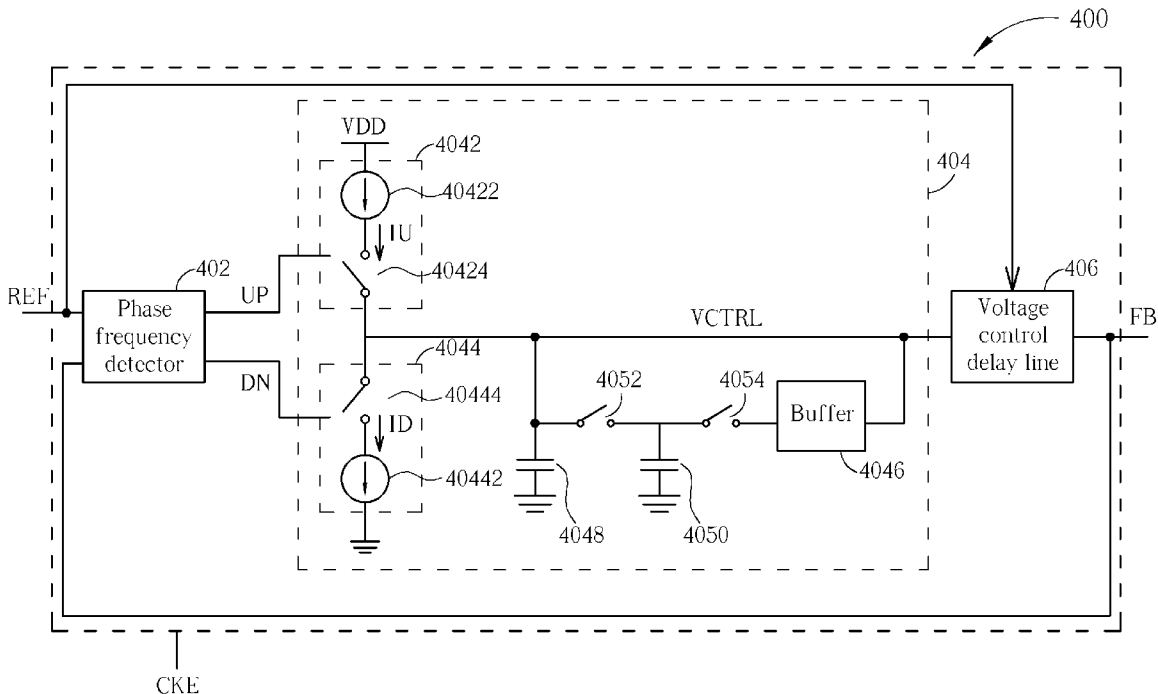 400
VDD
4042
404
40422
IU
402
40424
406
REF
UP
Phase
frequency
detector
Voltage
control
delay line
FB
VCTRL
4044
DN
4052
4054
40444
Buffer
ID
40442
4046
4048
4050
CKE